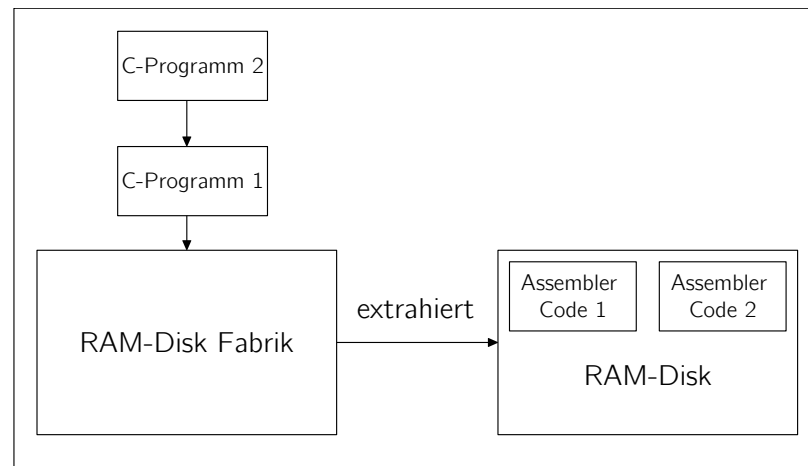 C-Programm 2
C-Programm 1
RAM-Disk Fabrik
extrahiert
Assembler
Code 1
Assembler
Code 2
RAM-Disk